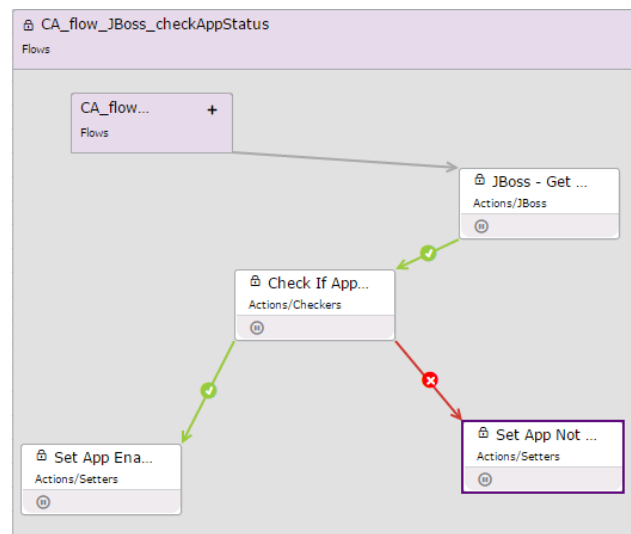 CA_flow_JBoss_checkAppStatus
Flows
CA_flow... +
Flows
JBoss - Get ...
Actions/JBoss
Check If App...
Actions/Checkers
Set App Not ...
Actions/Setters
Set App Ena...
Actions/Setters